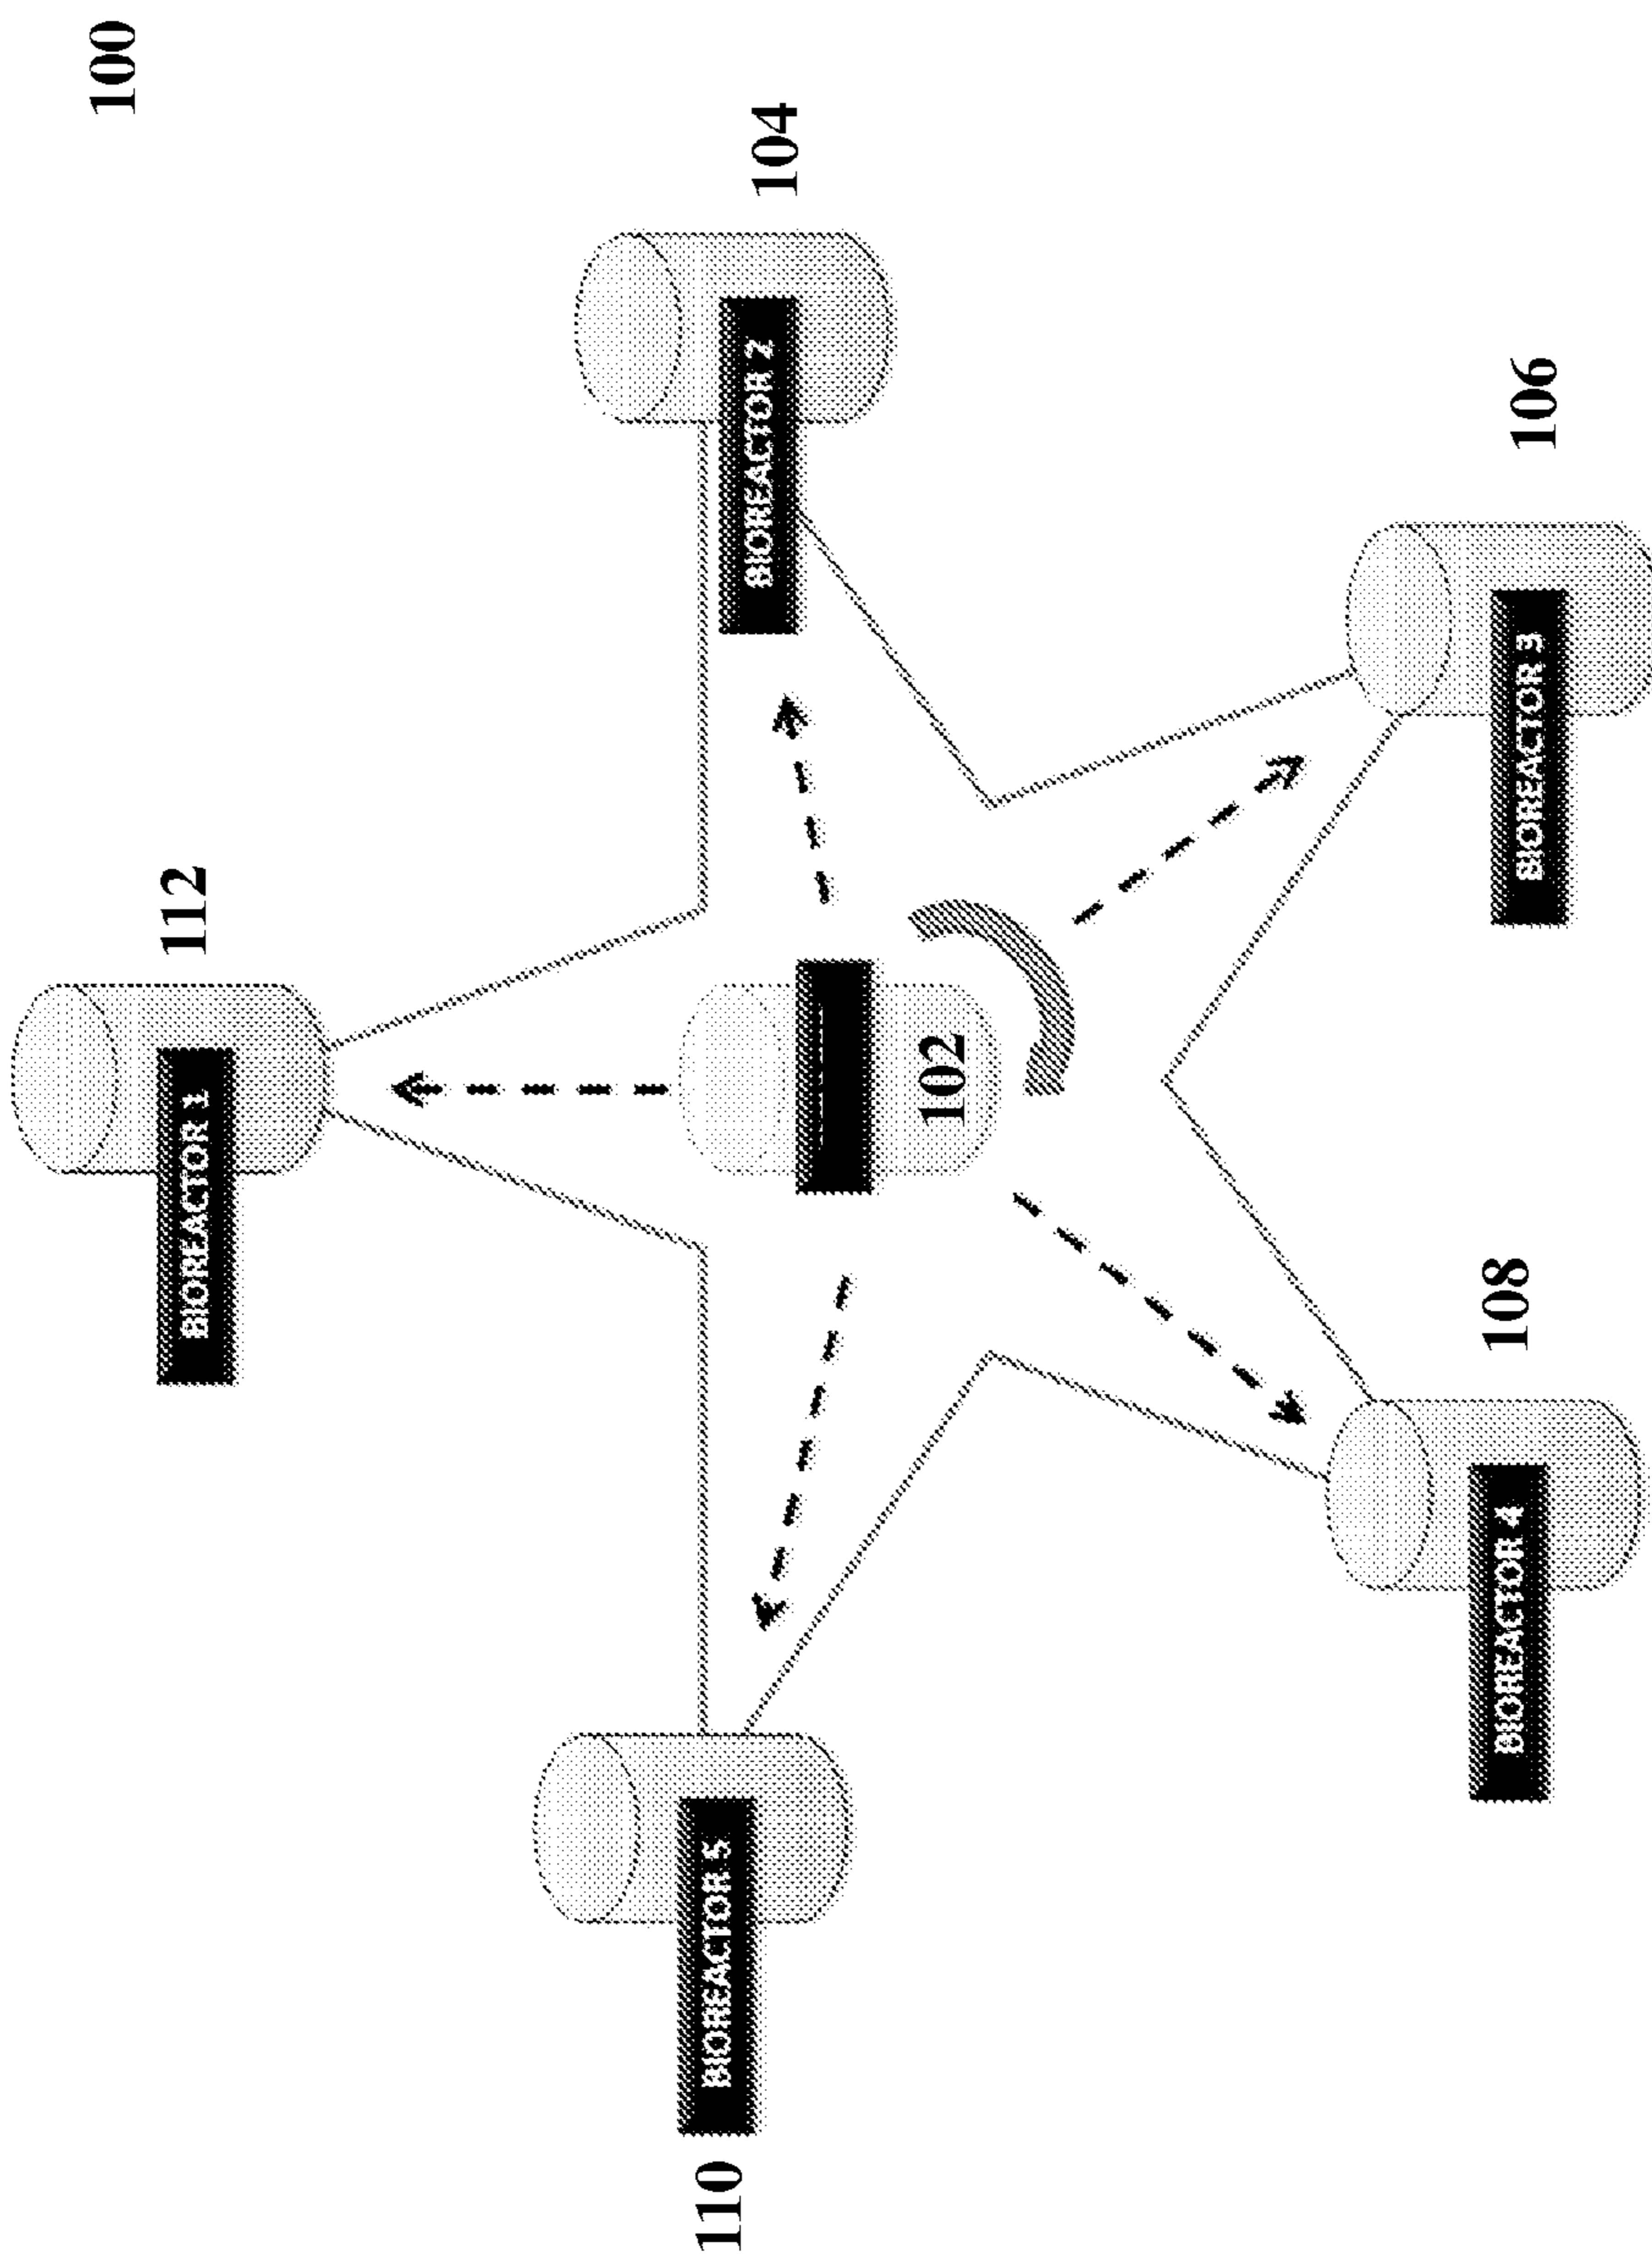 100
BIOREACTOR 1
112
110
BIOREACTOR 5
BIOREACTOR 2
104
102
BIOREACTOR 4
108
BIOREACTOR 3
106